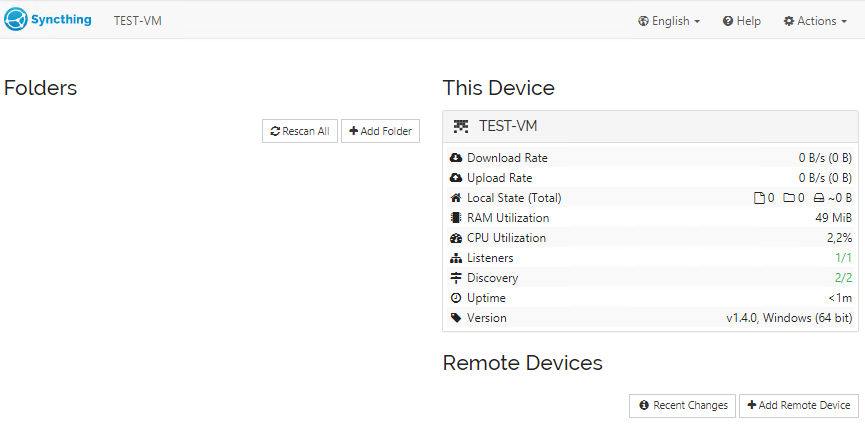 Syncthing TEST-VM English Help Actions
Folders
Rescan All Add Folder
This Device
TEST-VM
Download Rate 0 B/s (0 B)
Upload Rate 0 B/s (0 B)
Local State (Total) 0 0 ~0 B
RAM Utilization 49 MiB
CPU Utilization 2,2%
Listeners 1/1
Discovery 2/2
Uptime <1m
Version v1.4.0, Windows (64 bit)
Remote Devices
Recent Changes Add Remote Device